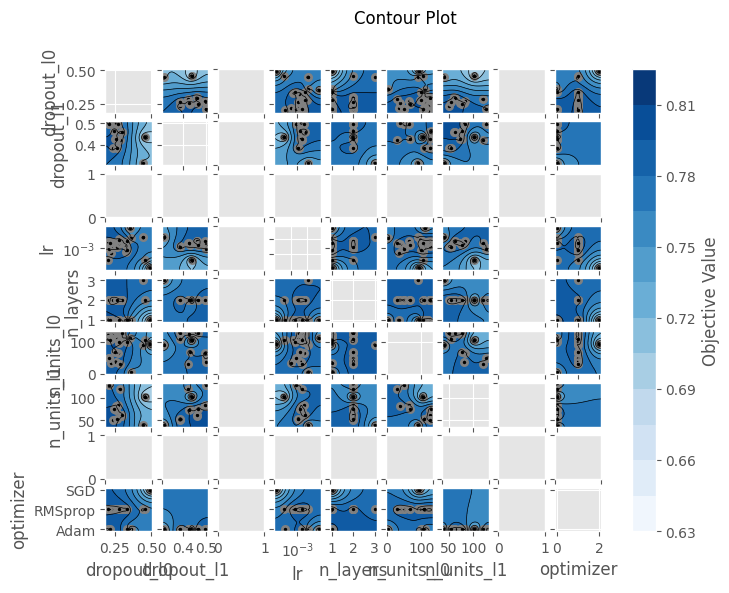 Contour Plot
dropout_l0
0.50
0.25
dropout_l1
0.5
0.4
1
0
lr
10⁻³
n_layers
3
2
1
n_units_l0
100
0
n_units_l1
100
50
1
0
optimizer
SGD
RMSprop
Adam
0.25 0.50 0.4 0.5 0 1 10⁻³ 1 2 3 0 100 50 100 0 1 0 2
dropout_l0 dropout_l1 lr n_layers n_units_l0 n_units_l1 optimizer
0.81
0.78
0.75
0.72
0.69
0.66
0.63
Objective Value